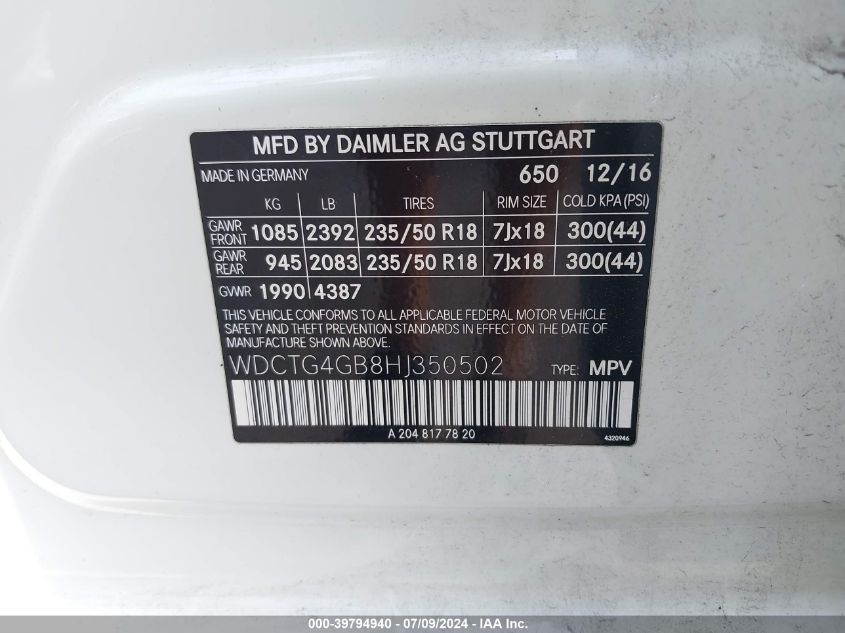 MFD BY DAIMLER AG STUTTGART
MADE IN GERMANY 650 12/16
KG LB TIRES RIM SIZE COLD KPA (PSI)
GAWR FRONT 1085 2392 235/50 R18 7Jx18 300(44)
GAWR REAR 945 2083 235/50 R18 7Jx18 300(44)
GVWR 1990 4387
THIS VEHICLE CONFORMS TO ALL APPLICABLE FEDERAL MOTOR VEHICLE
SAFETY AND THEFT PREVENTION STANDARDS IN EFFECT ON THE DATE OF
MANUFACTURE SHOWN ABOVE.
WDCTG4GB8HJ350502 TYPE: MPV
A 204 817 78 20 4320946
000-39794940 - 07/09/2024 - IAA Inc.